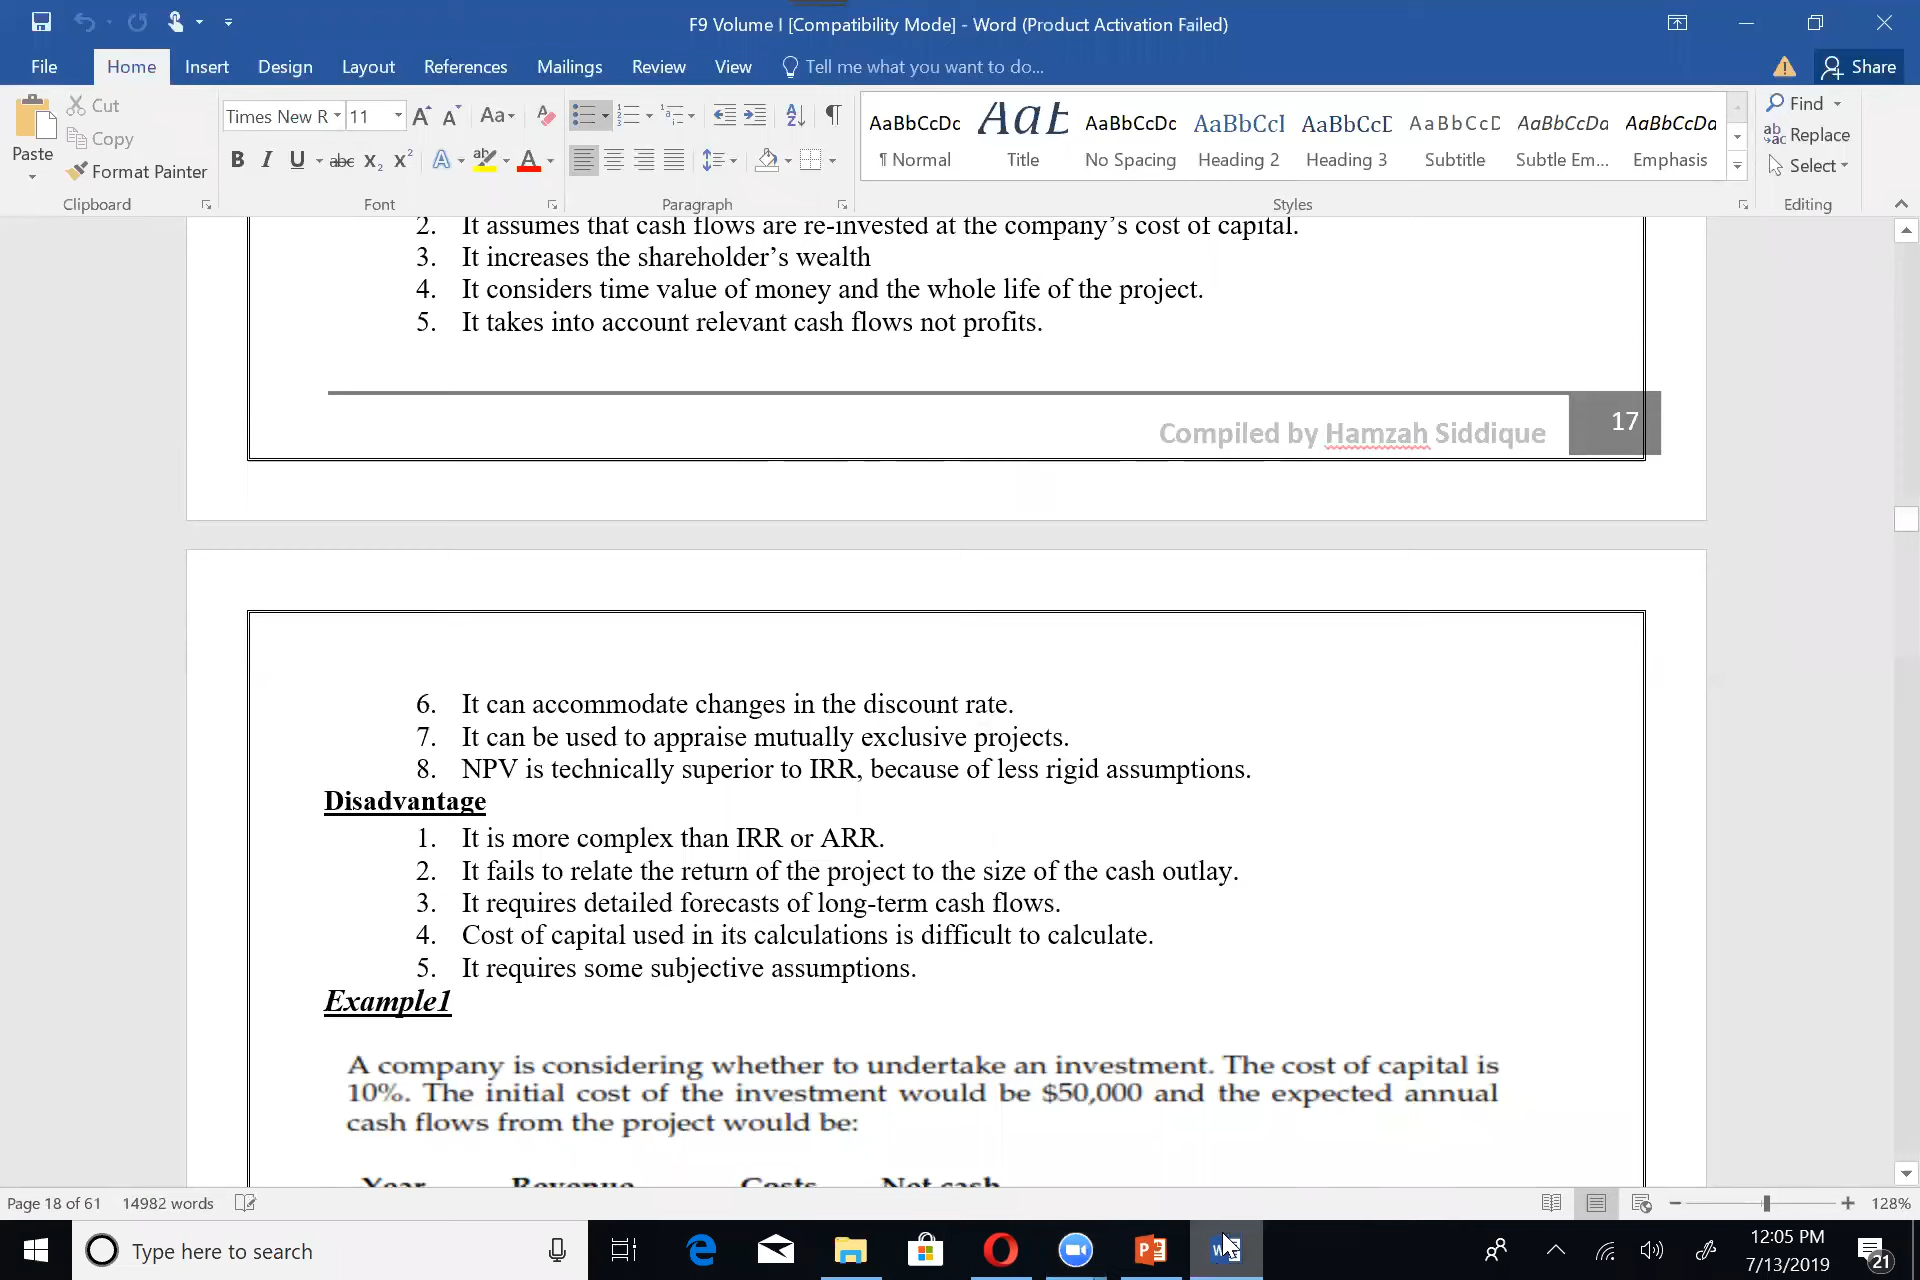 F9 Volume I [Compatibility Mode] - Word (Product Activation Failed)
File Home Insert Design Layout References Mailings Review View Tell me what you want to do... Share
Paste Cut Copy Format Painter Clipboard
Times New R 11 Aa
B I U abc X₂ X² A ab A Font
Paragraph
AaBbCcDc AaB AaBbCcDc AaBbCcI AaBbCcD AaBbCcD AaBbCcDa AaBbCcDa
¶ Normal Title No Spacing Heading 2 Heading 3 Subtitle Subtle Em... Emphasis
Styles
Find
Replace
Select
Editing
2. It assumes that cash flows are re-invested at the company’s cost of capital.
3. It increases the shareholder’s wealth
4. It considers time value of money and the whole life of the project.
5. It takes into account relevant cash flows not profits.
Compiled by Hamzah Siddique 17
6. It can accommodate changes in the discount rate.
7. It can be used to appraise mutually exclusive projects.
8. NPV is technically superior to IRR, because of less rigid assumptions.
Disadvantage
1. It is more complex than IRR or ARR.
2. It fails to relate the return of the project to the size of the cash outlay.
3. It requires detailed forecasts of long-term cash flows.
4. Cost of capital used in its calculations is difficult to calculate.
5. It requires some subjective assumptions.
Example1
A company is considering whether to undertake an investment. The cost of capital is
10%. The initial cost of the investment would be $50,000 and the expected annual
cash flows from the project would be:
Year Revenue Costs Net cash
Page 18 of 61 14982 words 128%
Type here to search
12:05 PM
7/13/2019
21